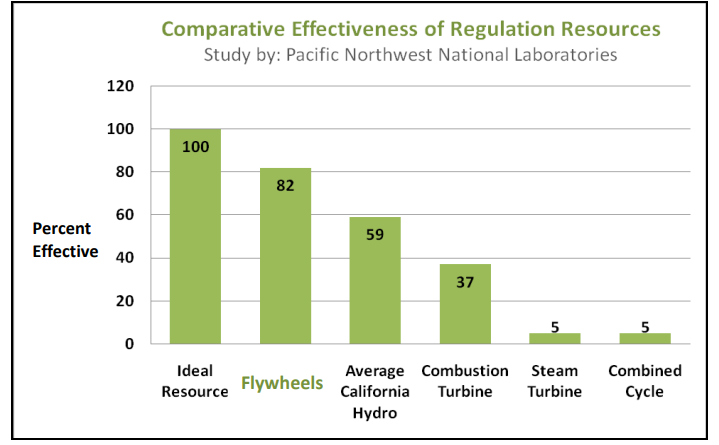 Comparative Effectiveness of Regulation Resources
Study by: Pacific Northwest National Laboratories
120
100
80
60
40
20
0
Percent
Effective
100
82
59
37
5
5
Ideal
Resource
Flywheels
Average
California
Hydro
Combustion
Turbine
Steam
Turbine
Combined
Cycle